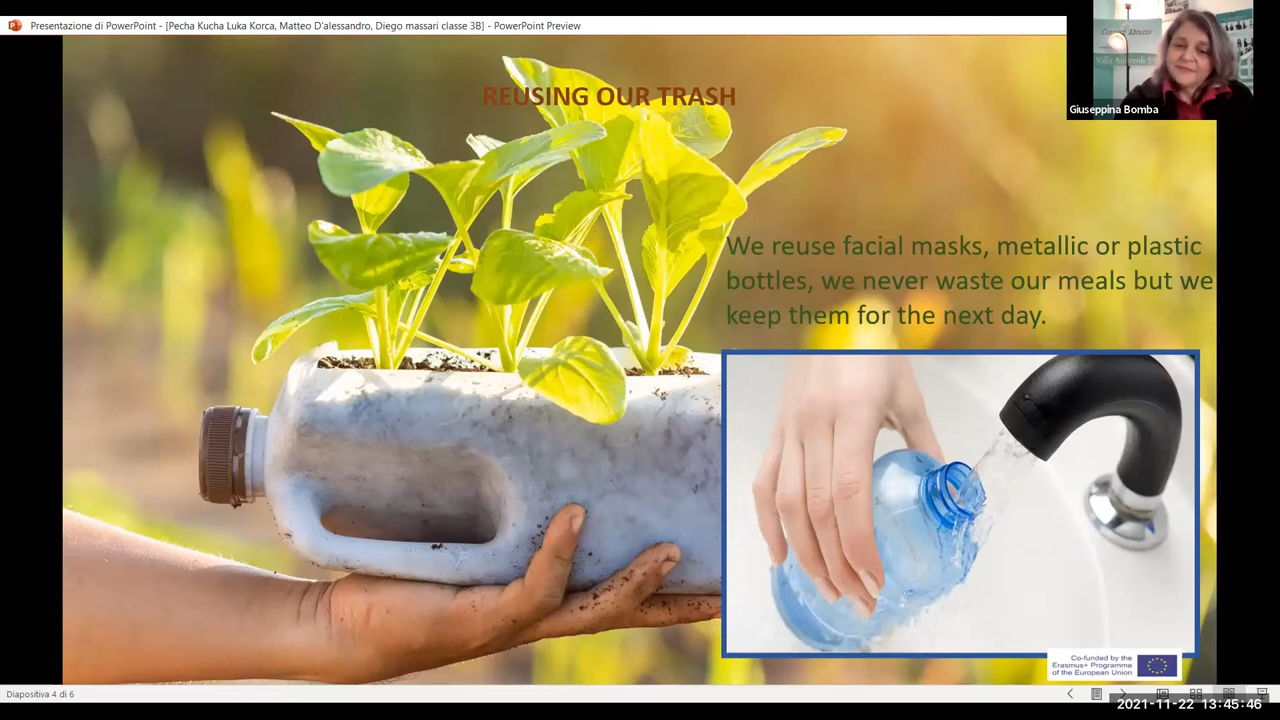 Presentazione di PowerPoint - [Pecha Kucha Luka Korca, Matteo D'alessandro, Diego massari classe 3B] - PowerPoint Preview
Giuseppina Bomba
REUSING OUR TRASH
We reuse facial masks, metallic or plastic
bottles, we never waste our meals but we
keep them for the next day.
Co-funded by the
Erasmus+ Programme
of the European Union
Diapositiva 4 di 6
2021-11-22 13:45:46